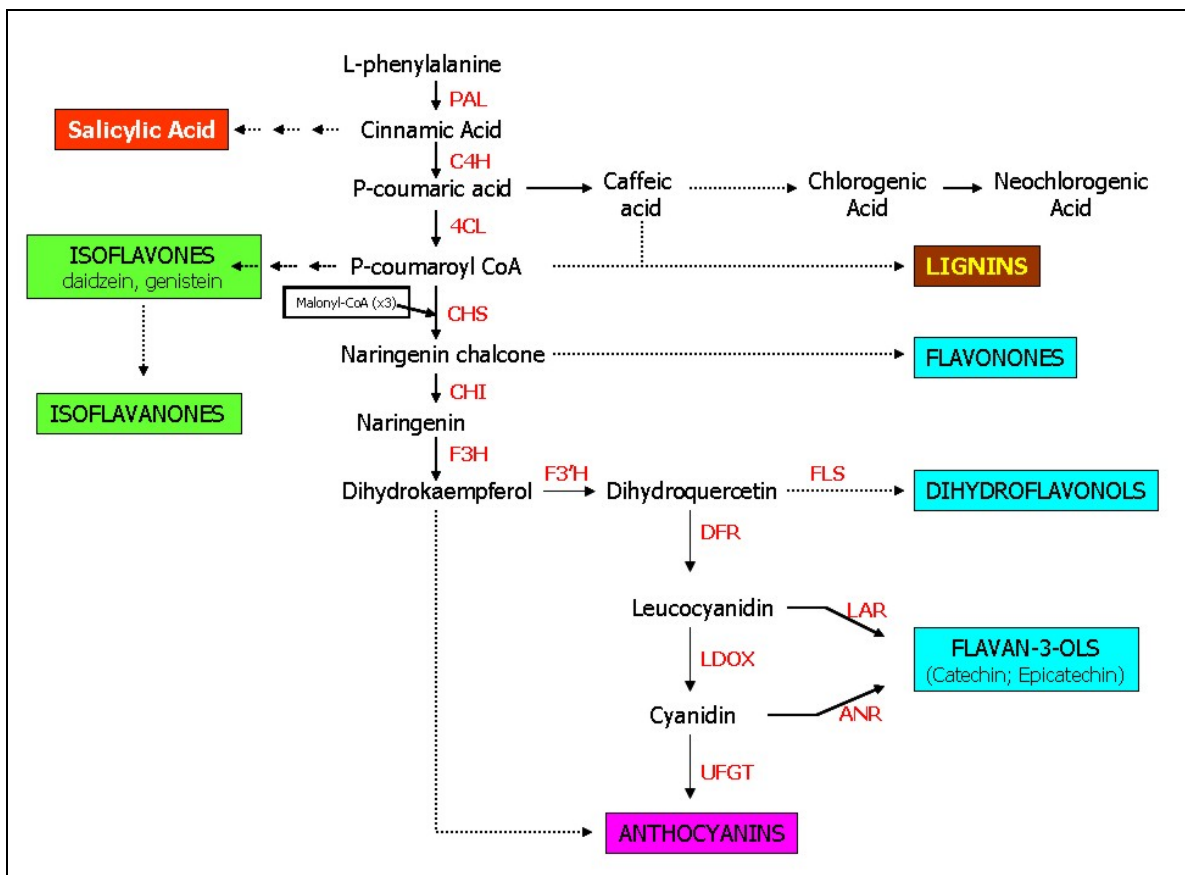 L-phenylalanine
PAL
Salicylic Acid
Cinnamic Acid
C4H
P-coumaric acid
Caffeic
acid
Chlorogenic
Acid
Neochlorogenic
Acid
4CL
ISOFLAVONES
daidzein, genistein
P-coumaroyl CoA
LIGNINS
Malonyl-CoA (x3)
CHS
Naringenin chalcone
FLAVONONES
CHI
ISOFLAVANONES
Naringenin
F3H
Dihydrokaempferol
F3'H
Dihydroquercetin
FLS
DIHYDROFLAVONOLS
DFR
Leucocyanidin
LAR
LDOX
FLAVAN-3-OLS
(Catechin; Epicatechin)
Cyanidin
ANR
UFGT
ANTHOCYANINS